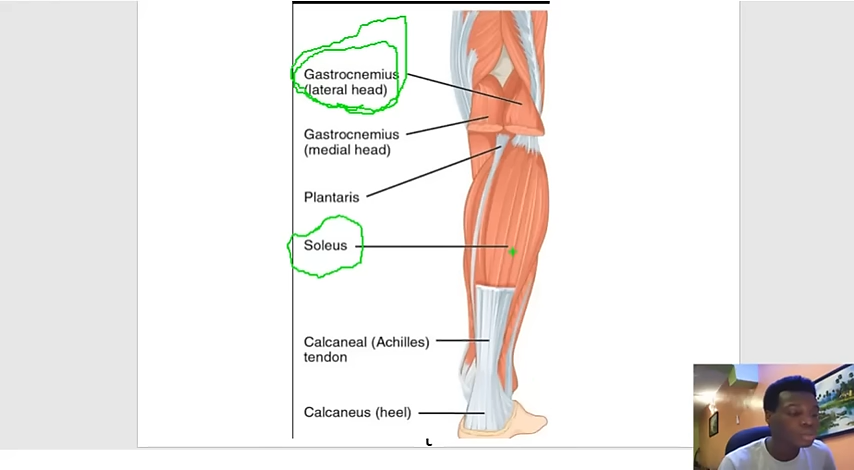 Gastrocnemius
(lateral head)
Gastrocnemius
(medial head)
Plantaris
Soleus
Calcaneal (Achilles)
tendon
Calcaneus (heel)